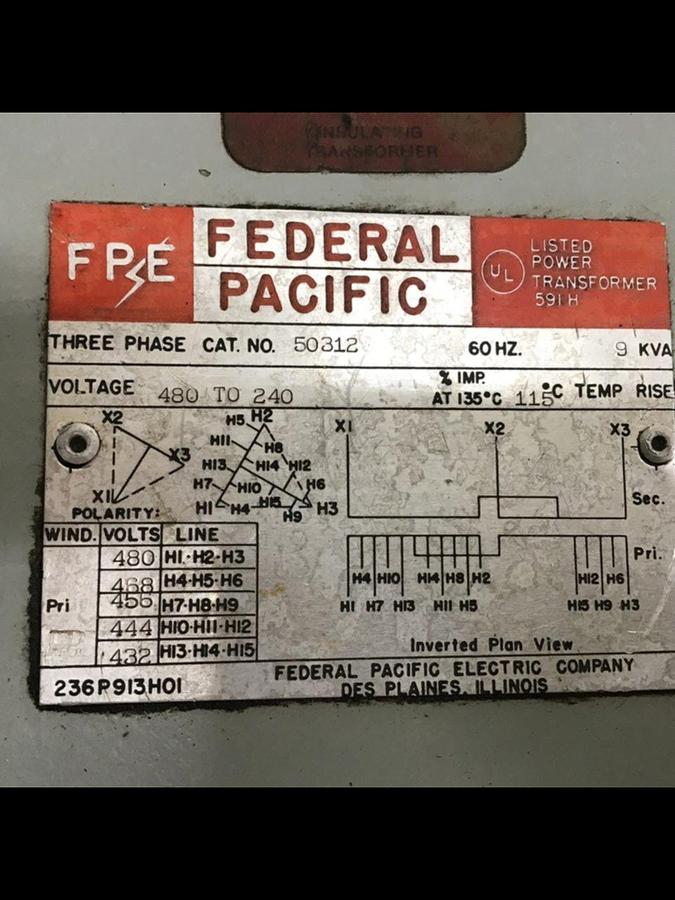 INSULATING
TRANSFORMER
FPE
FEDERAL
PACIFIC
UL
LISTED
POWER
TRANSFORMER
591H
THREE PHASE CAT. NO. 50312 60HZ. 9 KVA
VOLTAGE 480 TO 240 % IMP. AT 135°C 115 °C TEMP RISE
X2
X3
X1
POLARITY:
H5 H2
H11 H8
H13 H14 H12
H7 H10 H6
H1 H4 H15 H9 H3
X1 X2 X3
Sec.
Pri.
H4 H10 H14 H8 H2 H12 H6
H1 H7 H13 H11 H5 H15 H9 H3
Inverted Plan View
WIND. VOLTS LINE
Pri
480 H1-H2-H3
468 H4-H5-H6
456 H7-H8-H9
444 H10-H11-H12
432 H13-H14-H15
236P913H01
FEDERAL PACIFIC ELECTRIC COMPANY
DES PLAINES, ILLINOIS